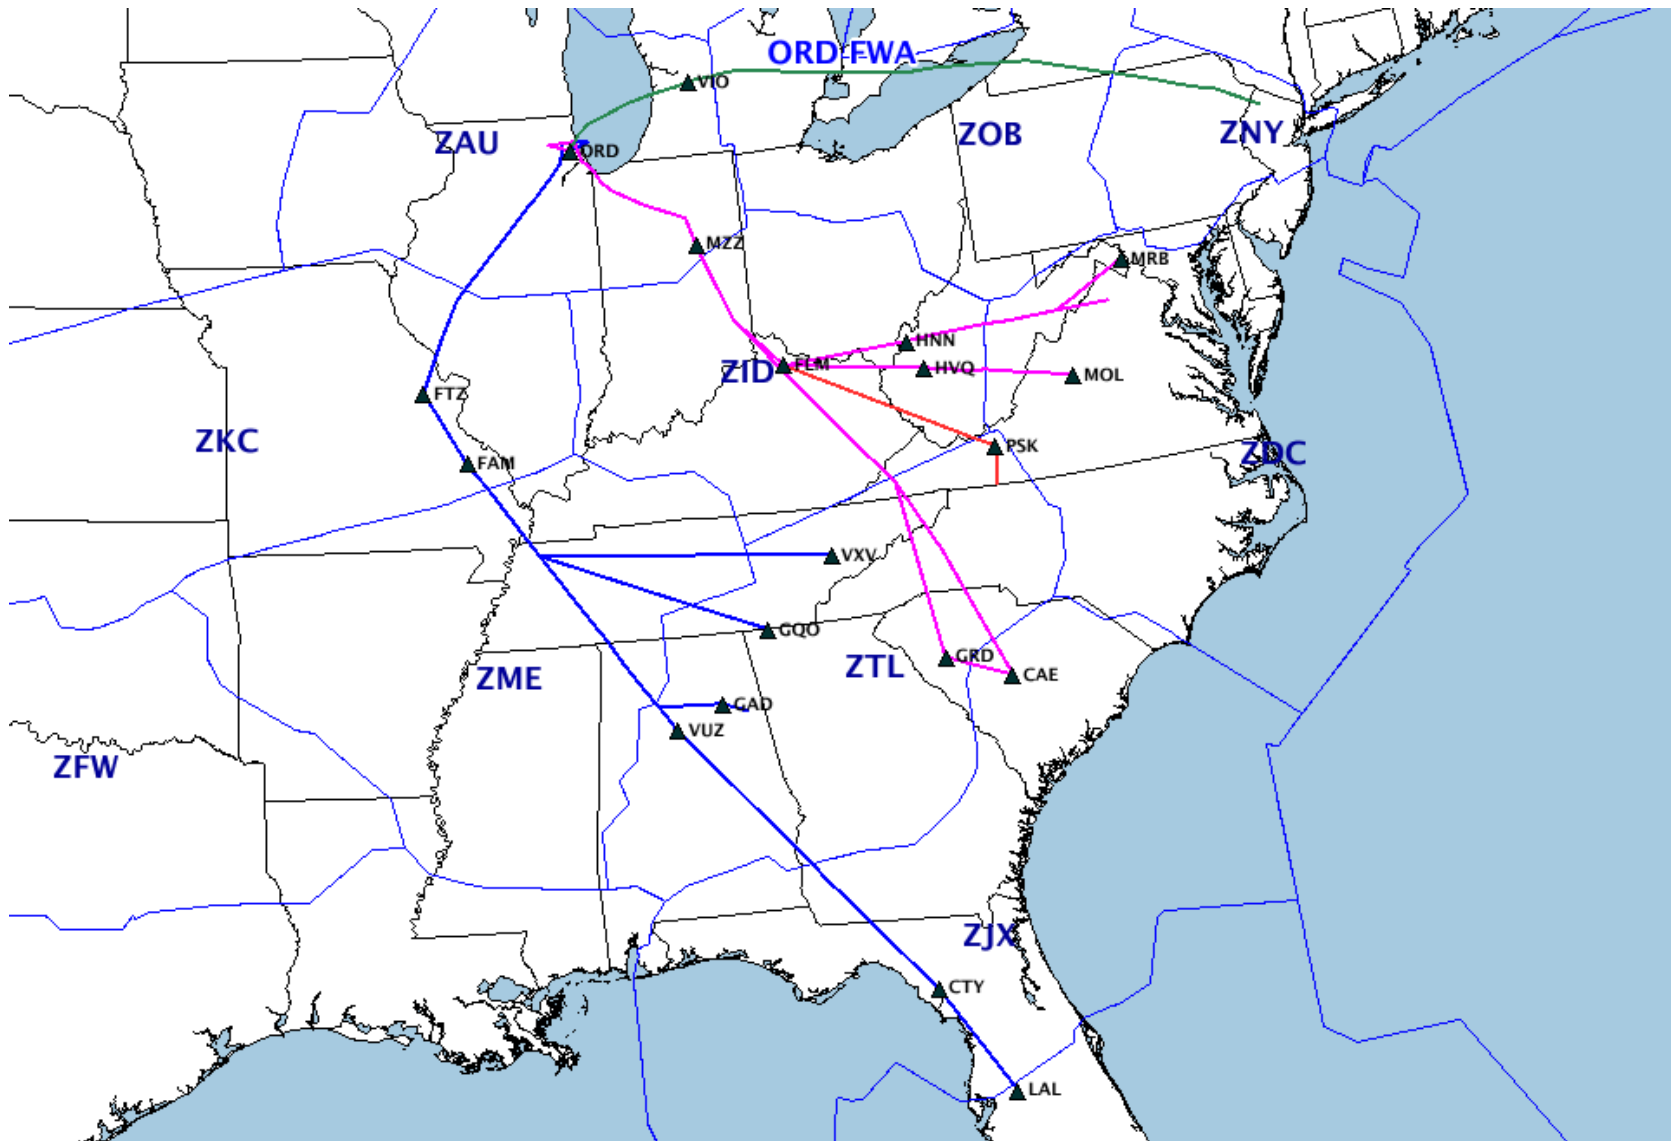 ORD FWA
VIO
ZAU
ZOB
ZNY
ORD
MZZ
MRB
HNN
ZID
FLM
HVQ
MOL
FTZ
ZKC
FAM
PSK
ZDC
VXV
GQO
ZME
ZTL
GRD
CAE
GAD
VUZ
ZFW
ZJX
CTY
LAL